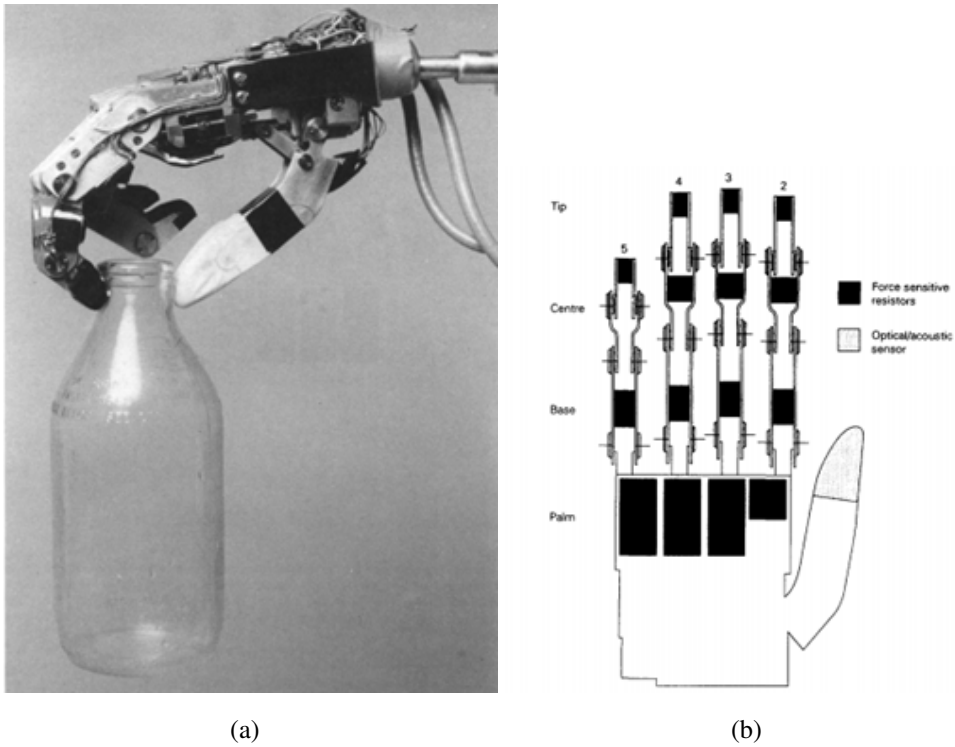 3
4
2
Tip
5
Force sensitive
resistors
Centre
Optical/acoustic
sensor
Base
Palm
(a)
(b)